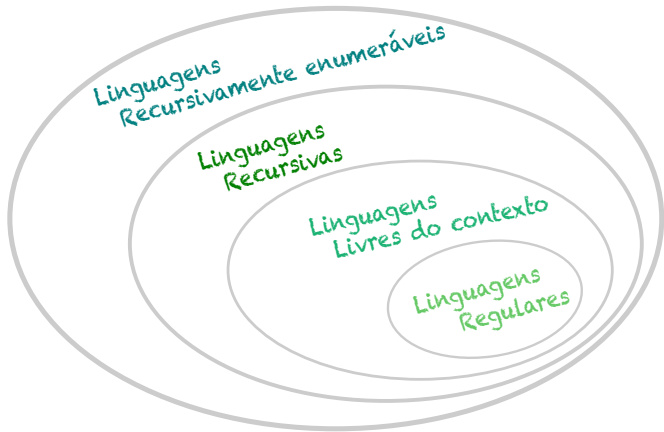 Linguagens
Recursivamente enumeráveis
Linguagens
Recursivas
Linguagens
Livres do contexto
Linguagens
Regulares